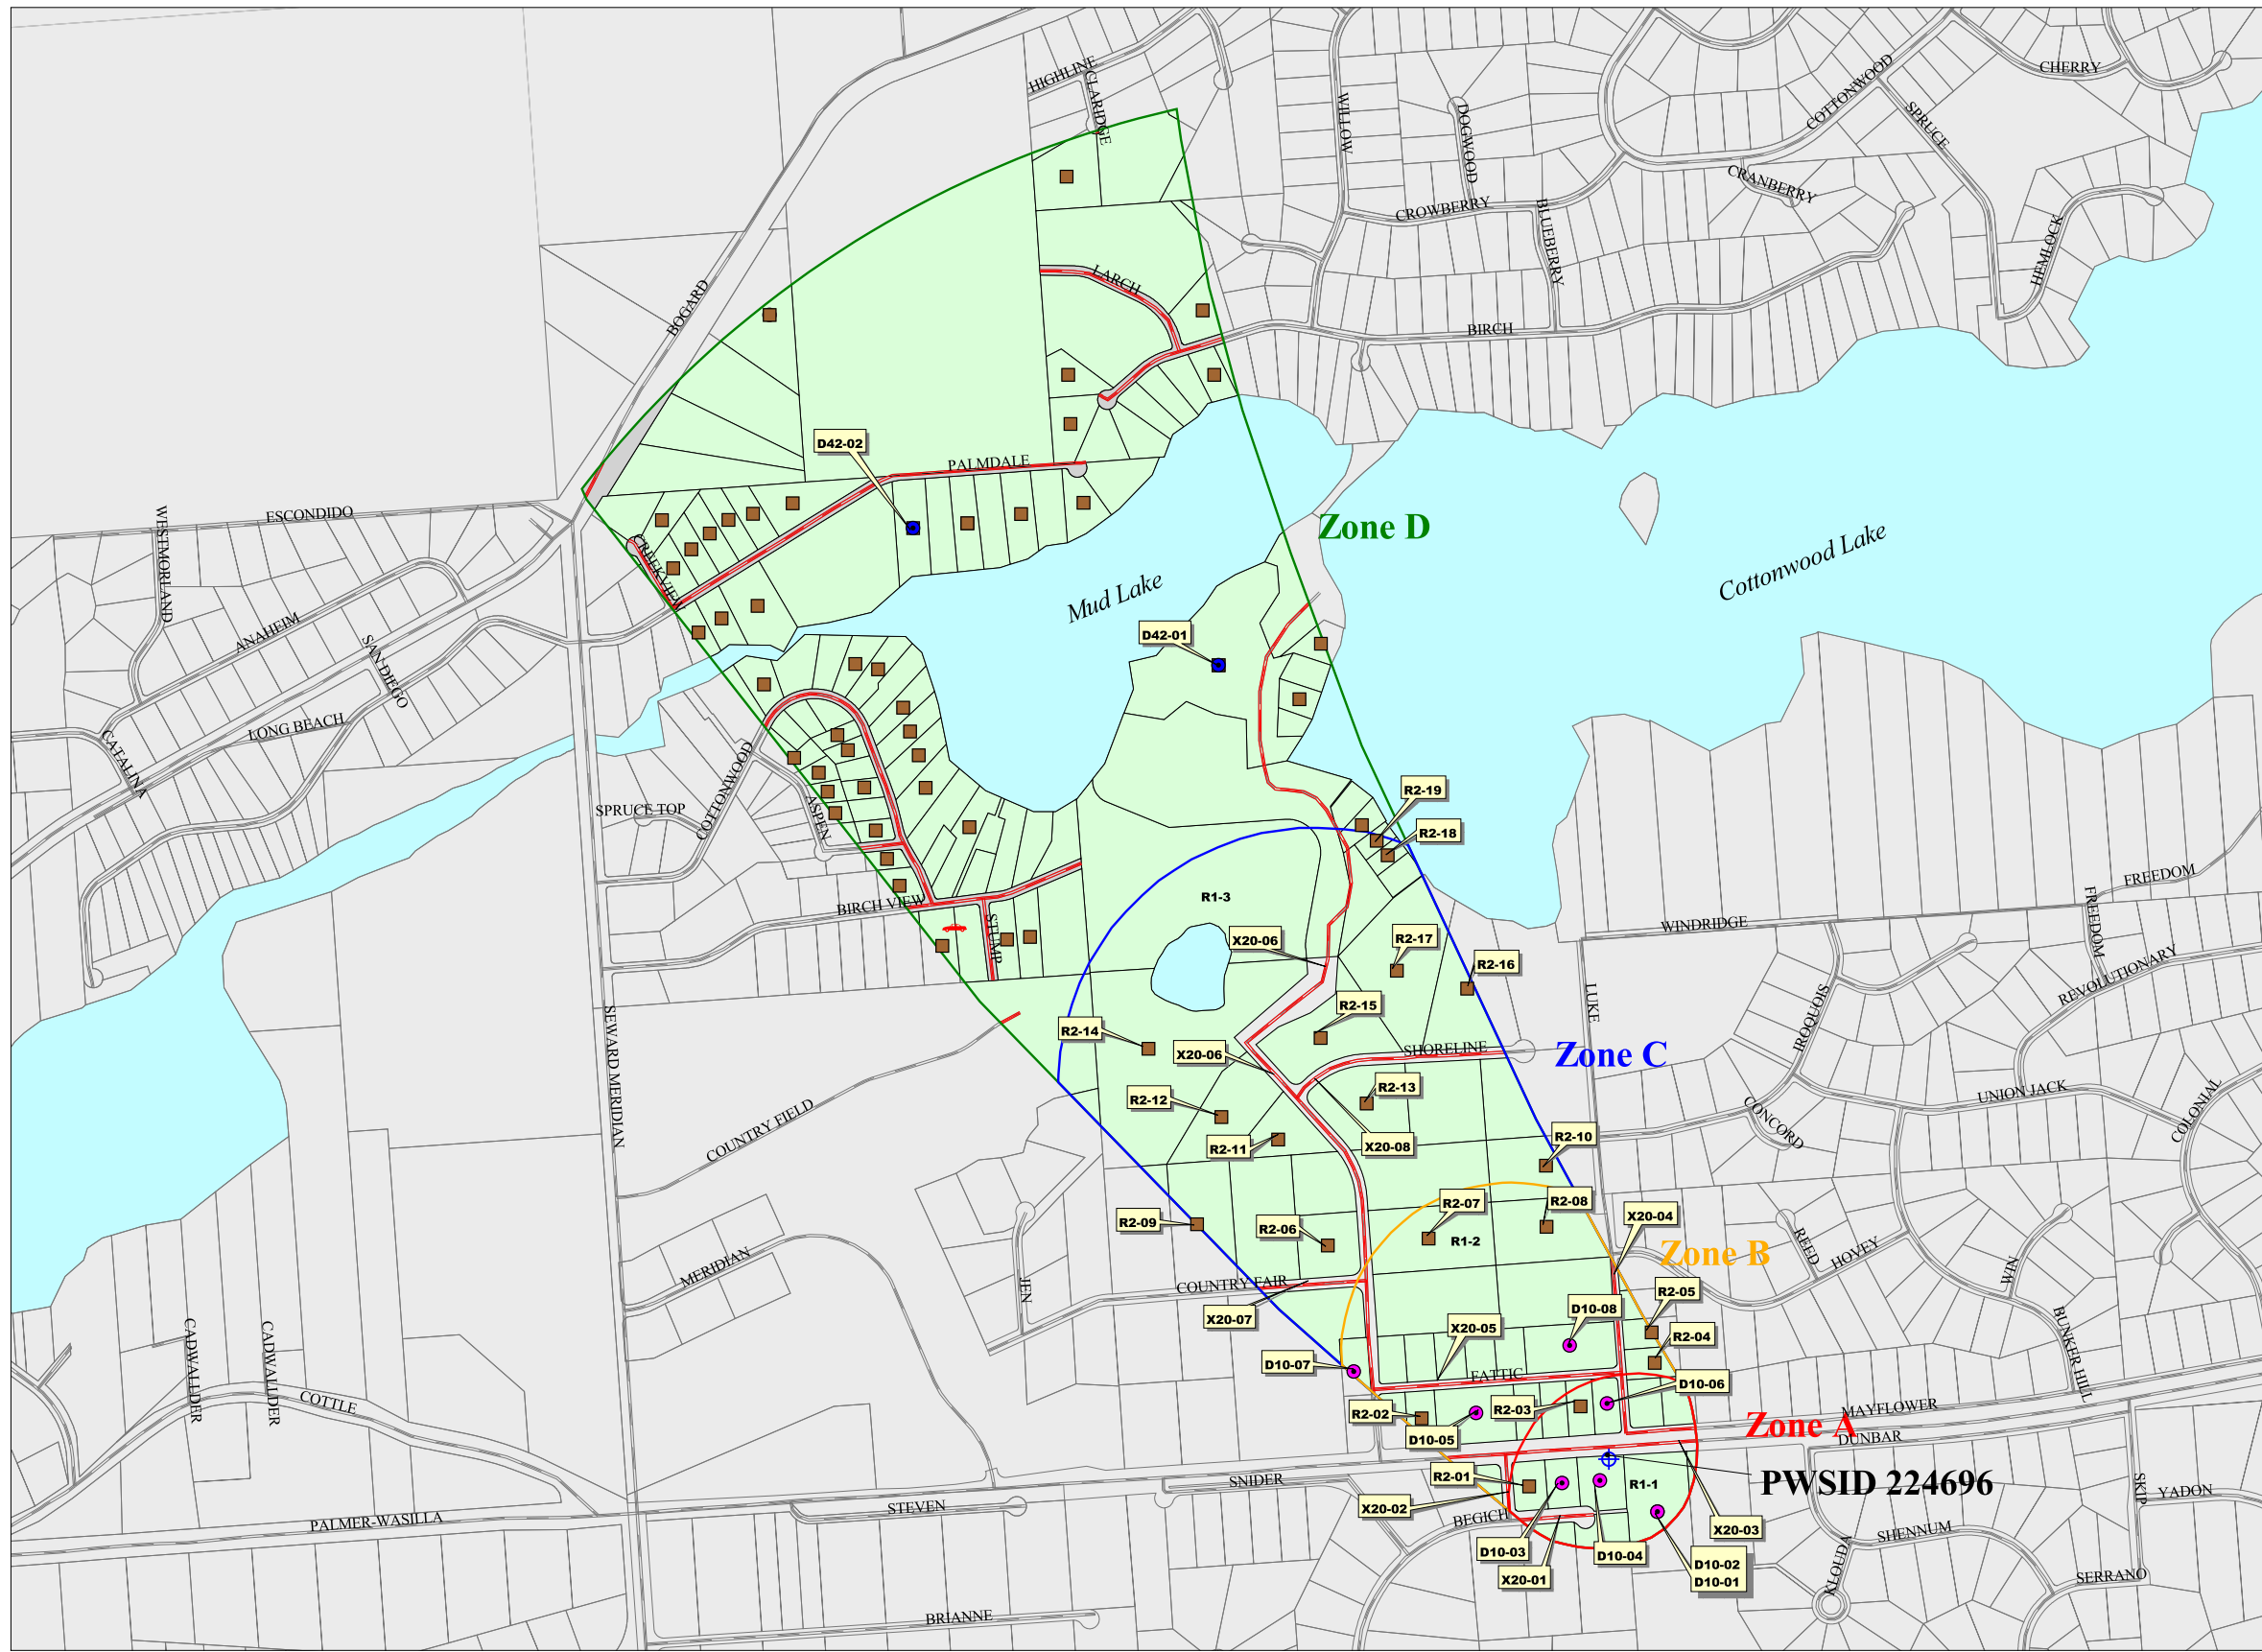 HIGHLINE
CLARIDGE
WILLOW
DOGWOOD
COTTONWOOD
CHERRY
SPRUCE
CRANBERRY
CROWBERRY
BLUEBERRY
HEMLOCK
LARCH
BOGARD
BIRCH
D42-02
PALMDALE
ESCONDIDO
WESTMORLAND
Zone D
CREEKVIEW
Mud Lake
Cottonwood Lake
ANAHEIM
SAN DIEGO
D42-01
LONG BEACH
CATALINA
COTTONWOOD
SPRUCE TOP
ASPEN
R2-19
R2-18
BIRCH VIEW
STUMP
R1-3
X20-06
R2-17
R2-16
WINDRIDGE
FREEDOM
FREEDOM
REVOLUTIONARY
LUKE
IROQUOIS
R2-15
R2-14
X20-06
SHORELINE
Zone C
SEWARD MERIDIAN
COUNTRY FIELD
R2-13
R2-12
R2-11
X20-08
R2-10
CONCORD
UNION JACK
COLONIAL
R2-09
R2-06
R2-07
R2-08
R1-2
X20-04
Zone B
REED
HOVEY
WIN
MERIDIAN
JEN
COUNTRY FAIR
X20-07
X20-05
D10-08
R2-05
R2-04
BUNKER HILL
D10-07
FATTIC
D10-06
CADWALLDER
CADWALLDER
COTTLE
R2-02
D10-05
R2-03
Zone A
MAYFLOWER
DUNBAR
R2-01
R1-1
PWSID 224696
SNIDER
STEVEN
PALMER-WASILLA
X20-02
BEGICH
X20-03
SKIP
YADON
SHENNUM
KLOUDA
D10-03
D10-04
D10-02
D10-01
X20-01
SERRANO
BRIANNE